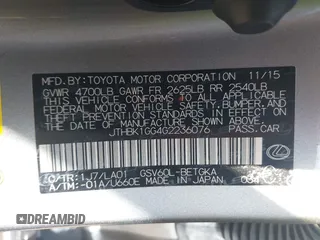 MFD. BY: TOYOTA MOTOR CORPORATION 11/15
GVWR 4700LB GAWR FR 2625LB RR 2540LB
THIS VEHICLE CONFORMS TO ALL APPLICABLE
FEDERAL MOTOR VEHICLE SAFETY, BUMPER, AND
THEFT PREVENTION STANDARDS IN EFFECT ON THE
DATE OF MANUFACTURE SHOWN ABOVE.
JTHBK1GG4G2236076 PASS.CAR
C/TR: 1J7/LA01 GSV60L-BETGKA
A/TM: -01A/U660E MADE IN JAPAN